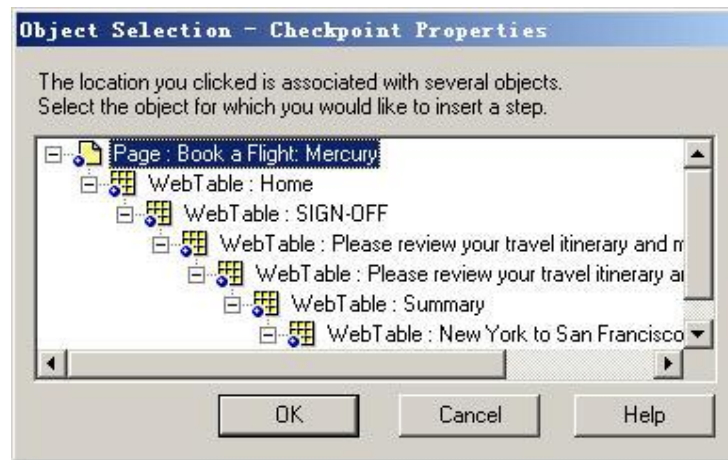 Object Selection - Checkpoint Properties
The location you clicked is associated with several objects.
Select the object for which you would like to insert a step.
Page : Book a Flight: Mercury
WebTable : Home
WebTable : SIGN-OFF
WebTable : Please review your travel itinerary and
WebTable : Please review your travel itinerary
WebTable : Summary
WebTable : New York to San Francisco
OK Cancel Help